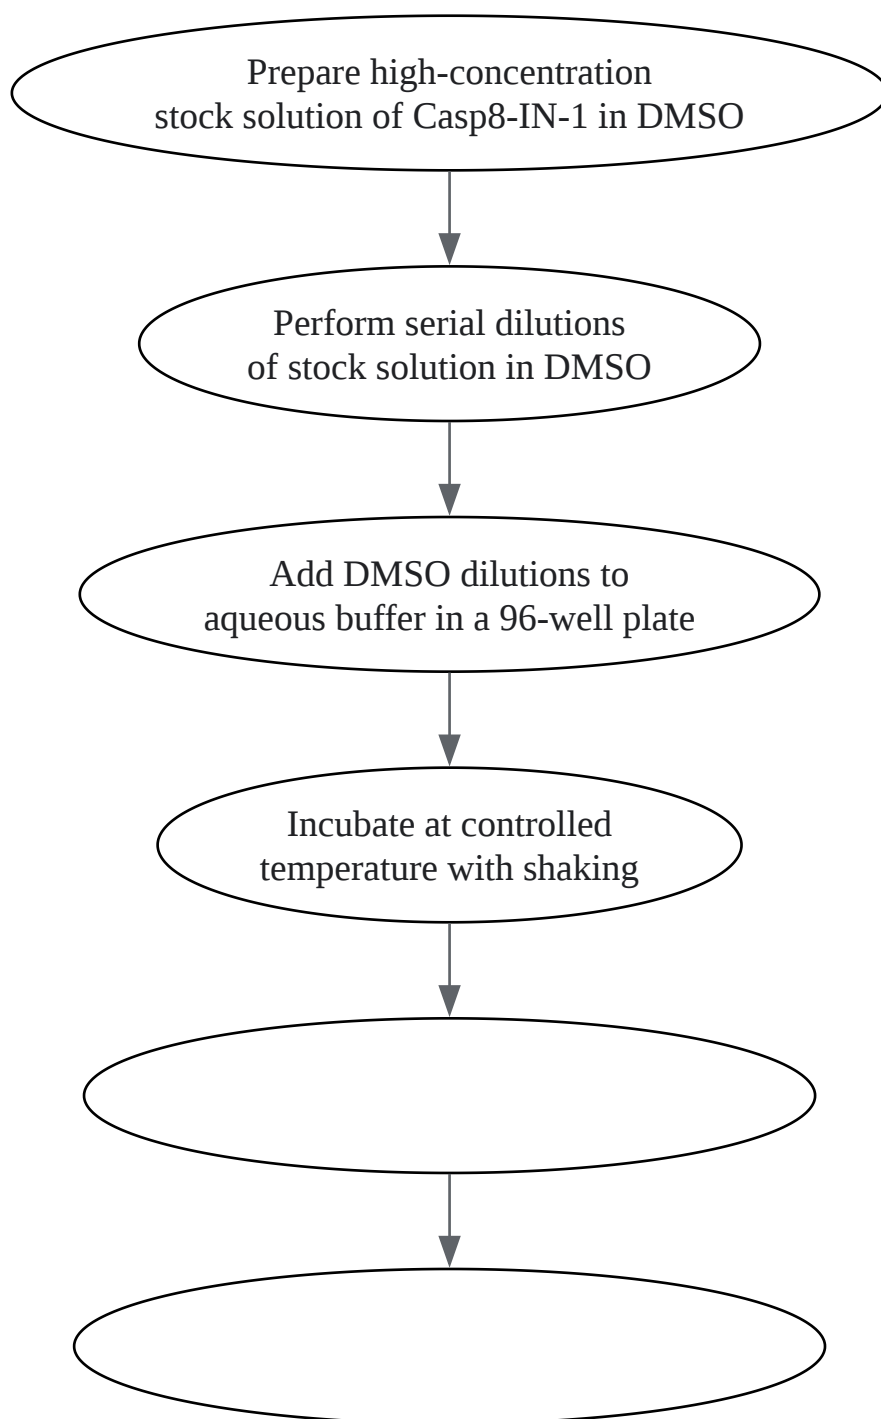 Prepare high-concentration
stock solution of Casp8-IN-1 in DMSO
Perform serial dilutions
of stock solution in DMSO
Add DMSO dilutions to
aqueous buffer in a 96-well plate
Incubate at controlled
temperature with shaking